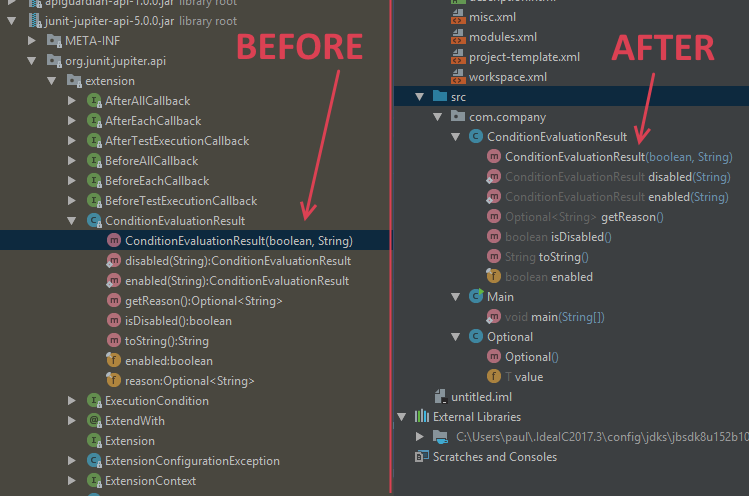 apiguardian-api-1.0.0.jar library root
junit-jupiter-api-5.0.0.jar library root
META-INF
org.junit.jupiter.api
extension
AfterAllCallback
AfterEachCallback
AfterTestExecutionCallback
BeforeAllCallback
BeforeEachCallback
BeforeTestExecutionCallback
ConditionEvaluationResult
ConditionEvaluationResult(boolean, String)
disabled(String):ConditionEvaluationResult
enabled(String):ConditionEvaluationResult
getReason():Optional<String>
isDisabled():boolean
toString():String
enabled:boolean
reason:Optional<String>
ExecutionCondition
ExtendWith
Extension
ExtensionConfigurationException
ExtensionContext
BEFORE
description.html
misc.xml
modules.xml
project-template.xml
workspace.xml
src
com.company
ConditionEvaluationResult
ConditionEvaluationResult(boolean, String)
ConditionEvaluationResult disabled(String)
ConditionEvaluationResult enabled(String)
Optional<String> getReason()
boolean isDisabled()
String toString()
boolean enabled
Main
void main(String[])
Optional
Optional()
T value
untitled.iml
External Libraries
C:\Users\paul\.IdeaIC2017.3\config\jdks\jbsdk8u152b10
Scratches and Consoles
AFTER